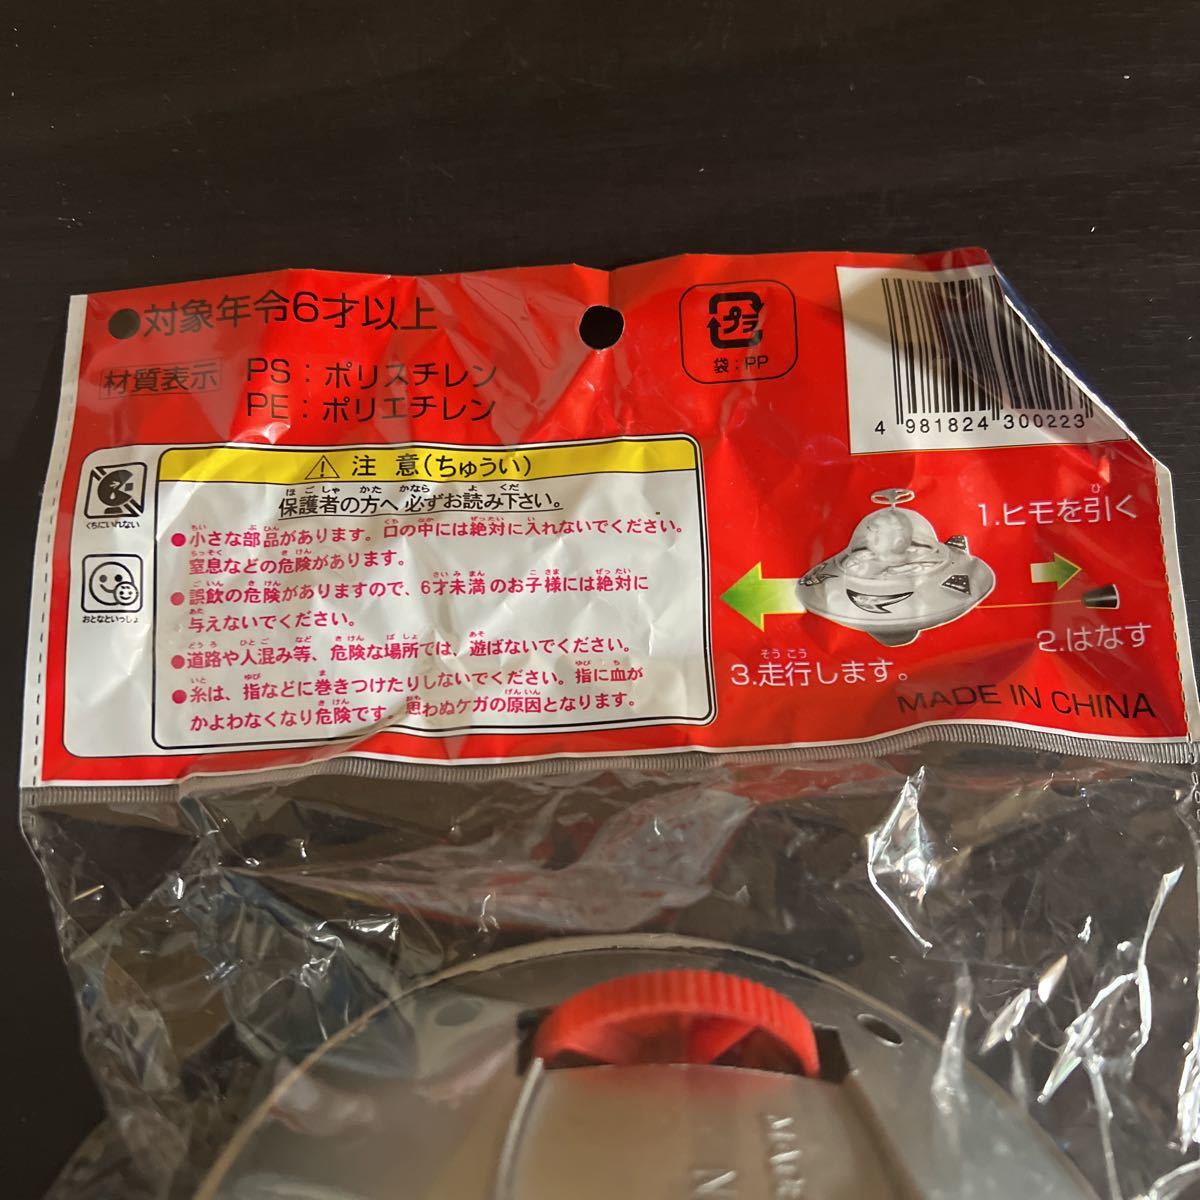 ●対象年令6才以上
材質表示
PS：ポリスチレン
PE：ポリエチレン
プラ
袋：PP
4 981824 300223
くちにいれない
おとなといっしょ
⚠ 注 意（ちゅうい）
保護者の方へ必ずお読み下さい。
●小さな部品があります。口の中には絶対に入れないでください。
窒息などの危険があります。
●誤飲の危険がありますので、6才未満のお子様には絶対に
与えないでください。
●道路や人混み等、危険な場所では、遊ばないでください。
●糸は、指などに巻きつけたりしないでください。指に血が
かよわなくなり危険です。思わぬケガの原因となります。
1.ヒモを引く
2.はなす
3.走行します。
MADE IN CHINA
MADE